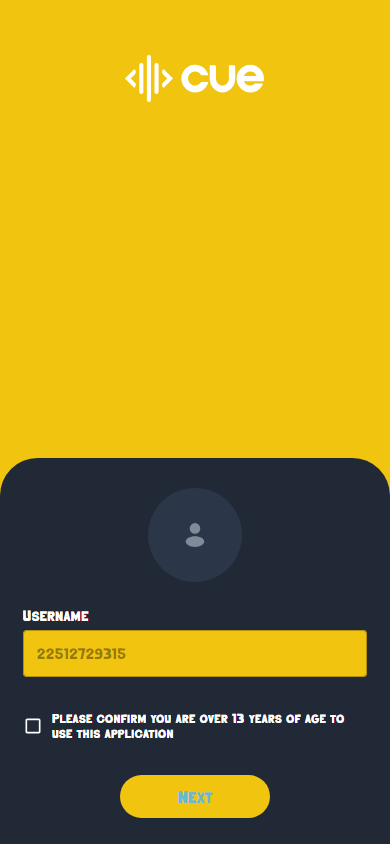 cue
Username
22512729315
Please confirm you are over 13 years of age to
use this application
Next